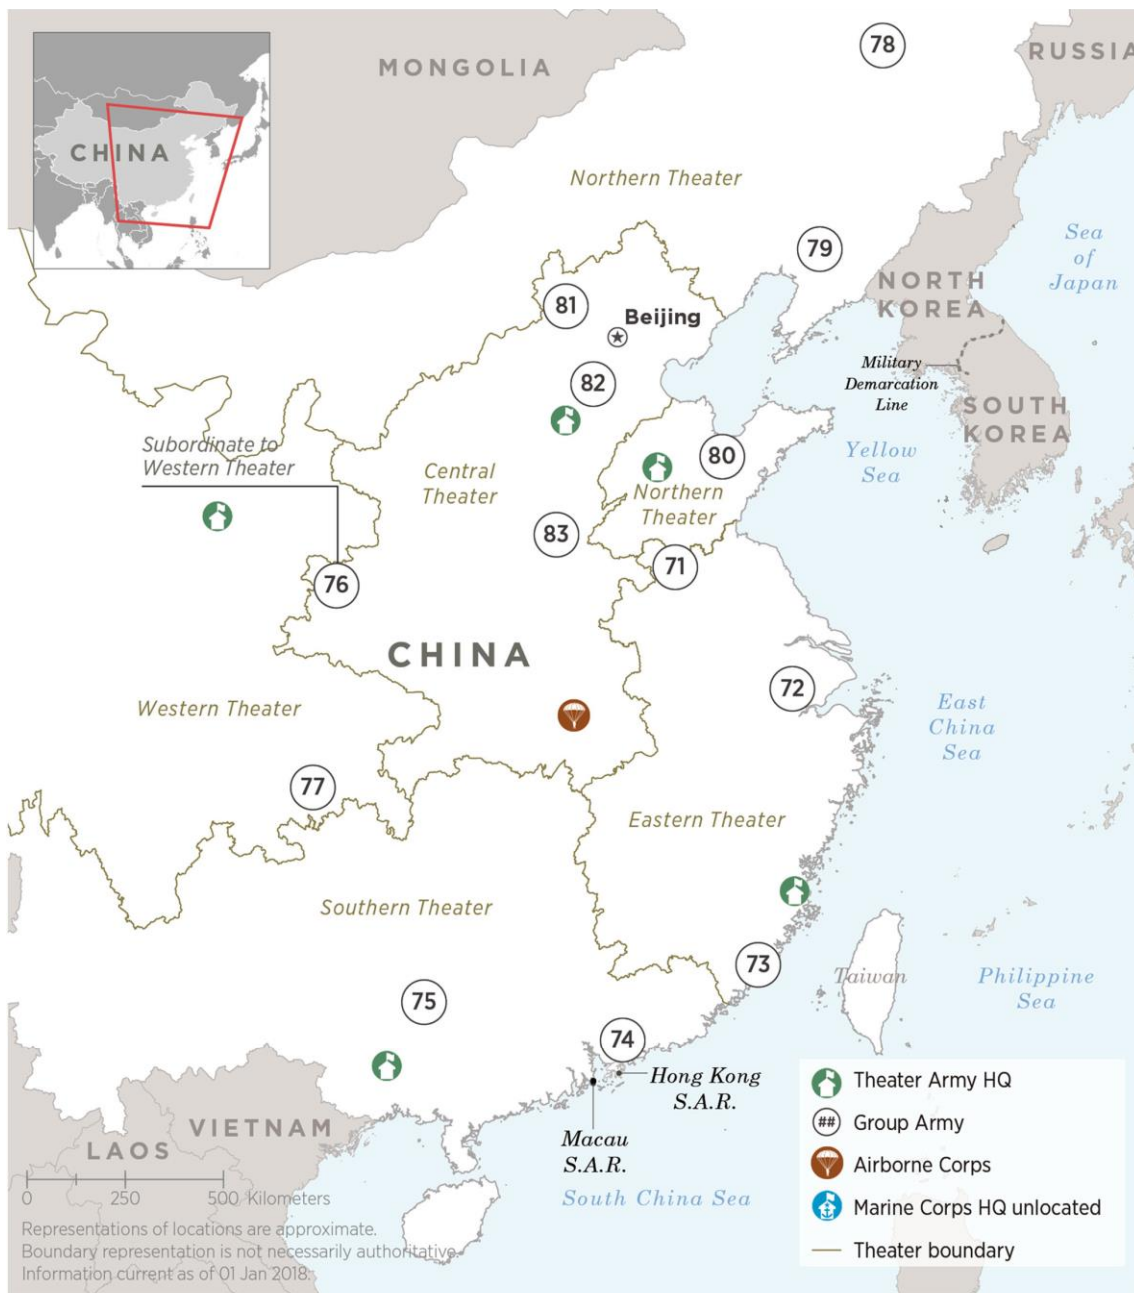 MONGOLIA
78
RUSSIA
CHINA
Northern Theater
79
Sea
of
Japan
NORTH
KOREA
81
Beijing
Military
Demarcation
Line
82
SOUTH
KOREA
Subordinate to
Western Theater
Central
Theater
80
Yellow
Sea
Northern
Theater
83
71
76
CHINA
72
Western Theater
East
China
Sea
77
Eastern Theater
Southern Theater
73
Taiwan
Philippine
Sea
75
74
Hong Kong
S.A.R.
Macau
S.A.R.
VIETNAM
LAOS
South China Sea
0 250 500 Kilometers
Representations of locations are approximate.
Boundary representation is not necessarily authoritative.
Information current as of 01 Jan 2018.
Theater Army HQ
## Group Army
Airborne Corps
Marine Corps HQ unlocated
Theater boundary